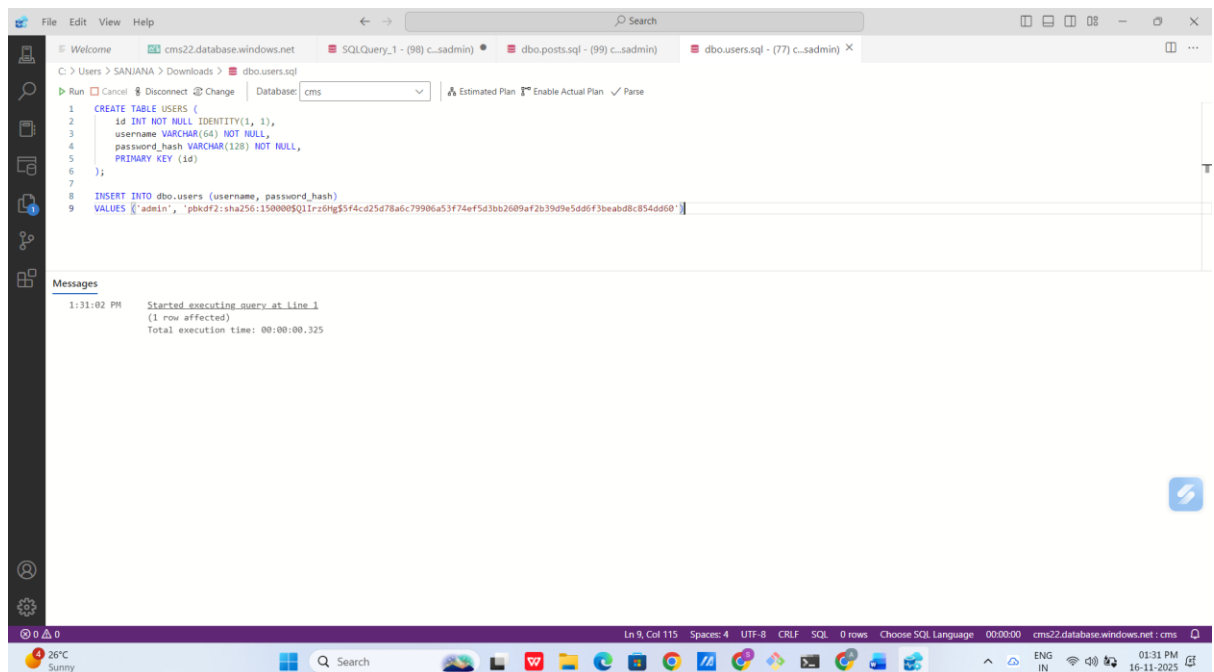 File Edit View Help
Search
Welcome cms22.database.windows.net SQLQuery_1 - (98) c...sadmin) dbo.posts.sql - (99) c...sadmin) dbo.users.sql - (77) c...sadmin)
C: > Users > SANJANA > Downloads > dbo.users.sql
Run Cancel Disconnect Change Database: cms Estimated Plan Enable Actual Plan Parse
1 CREATE TABLE USERS (
2 id INT NOT NULL IDENTITY(1, 1),
3 username VARCHAR(64) NOT NULL,
4 password_hash VARCHAR(128) NOT NULL,
5 PRIMARY KEY (id)
6 );
7
8 INSERT INTO dbo.users (username, password_hash)
9 VALUES ('admin', 'pbkdf2:sha256:150000$QlIrz6Hg$5f4cd25d78a6c79906a53f74ef5d3bb2609af2b39d9e5dd6f3beabd8c854dd60')
1
Messages
1:31:02 PM Started executing query at Line 1
(1 row affected)
Total execution time: 00:00:00.325
0 0 Ln 9, Col 115 Spaces: 4 UTF-8 CRLF SQL 0 rows Choose SQL Language 00:00:00 cms22.database.windows.net : cms
4 26°C Search ENG 01:31 PM
Sunny IN 16-11-2025